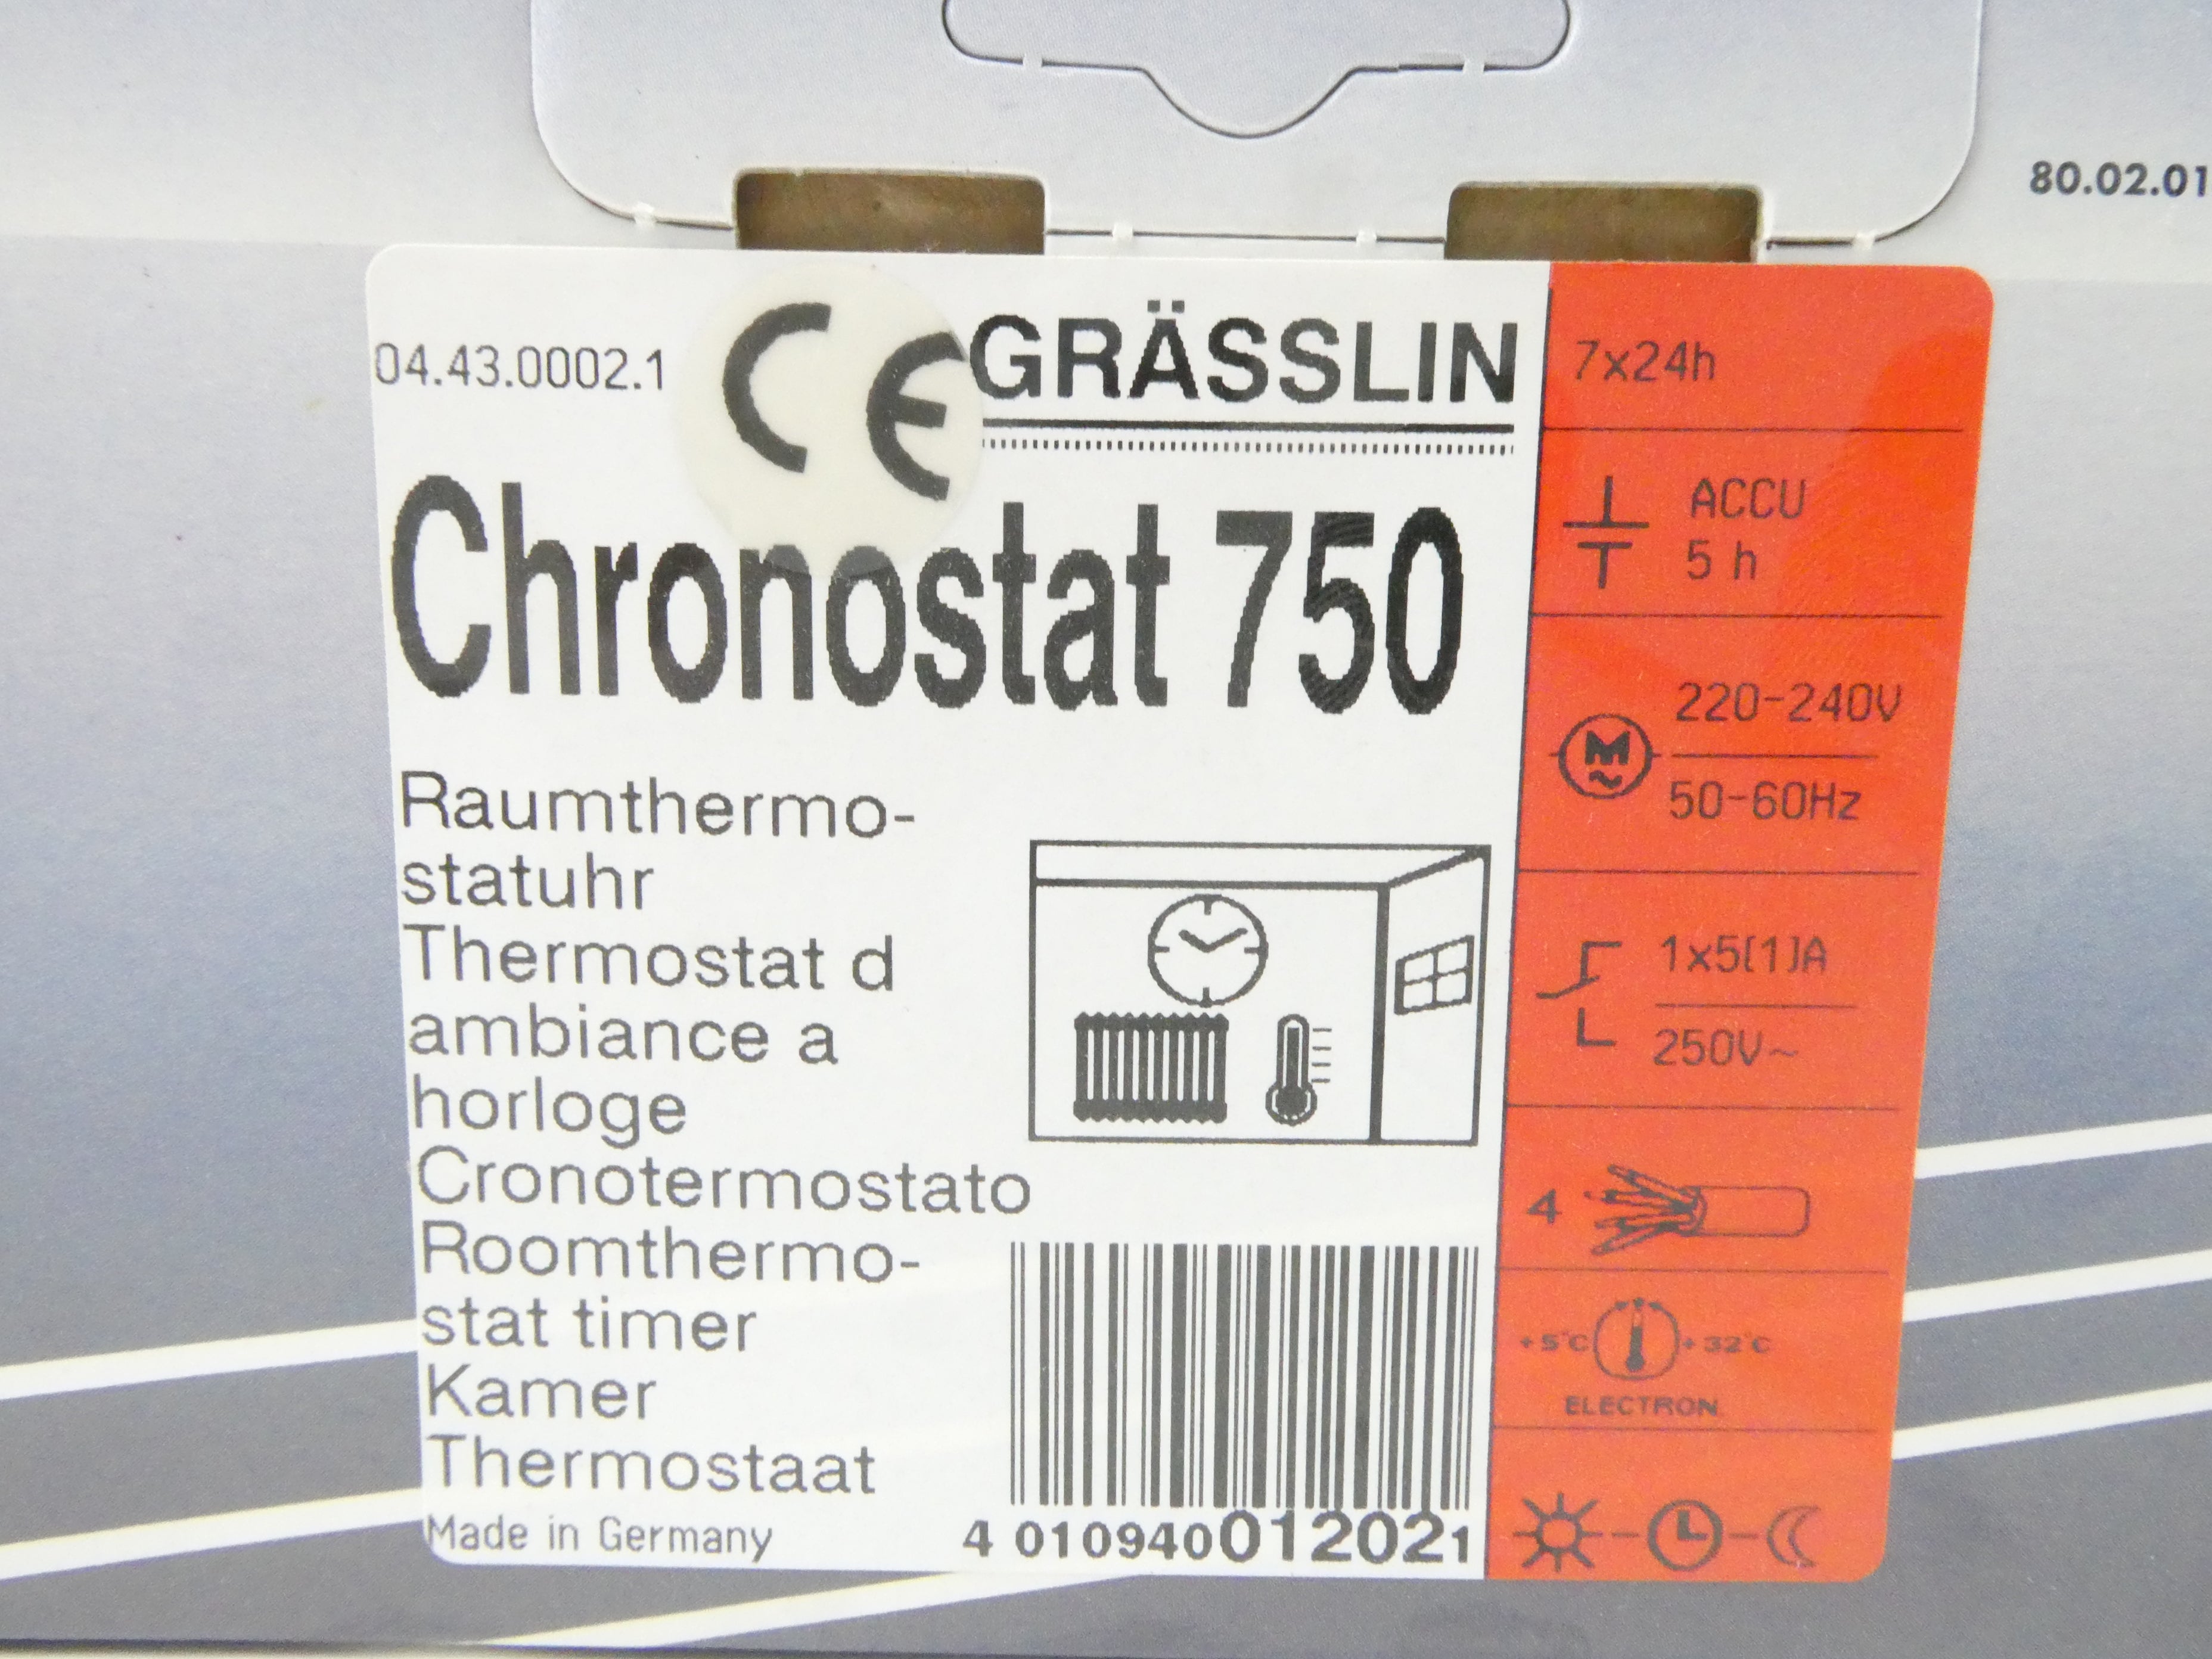 80.02.01
04.43.0002.1
CE
GRÄSSLIN
Chronostat 750
Raumthermo-
statuhr
Thermostat d
ambiance a
horloge
Cronotermostato
Roomthermo-
stat timer
Kamer
Thermostaat
Made in Germany
4 010940012021
7x24h
ACCU
5 h
M
220-240V
50-60Hz
1x5(1)A
250V~
4
+5°C +32°C
ELECTRON.